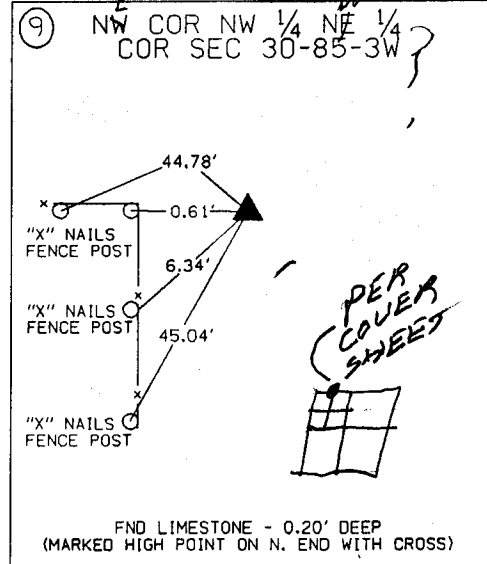 9
NW COR NW 1/4 NE 1/4
COR SEC 30-85-3W
?
44.78'
0.61'
"X" NAILS
FENCE POST
6.34'
"X" NAILS
FENCE POST
45.04'
"X" NAILS
FENCE POST
PER
COVER
SHEET
FND LIMESTONE - 0.20' DEEP
(MARKED HIGH POINT ON N. END WITH CROSS)